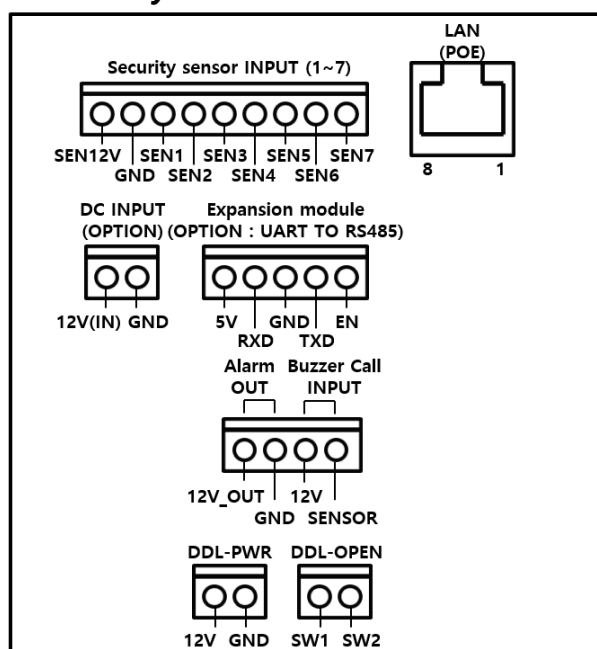 LAN
(POE)
Security sensor INPUT (1~7)
SEN12V SEN1 SEN3 SEN5 SEN7
GND SEN2 SEN4 SEN6
8 1
DC INPUT
(OPTION)
Expansion module
(OPTION : UART TO RS485)
12V(IN) GND
5V GND EN
RXD TXD
Alarm
OUT
Buzzer Call
INPUT
12V_OUT 12V
GND SENSOR
DDL-PWR DDL-OPEN
12V GND SW1 SW2